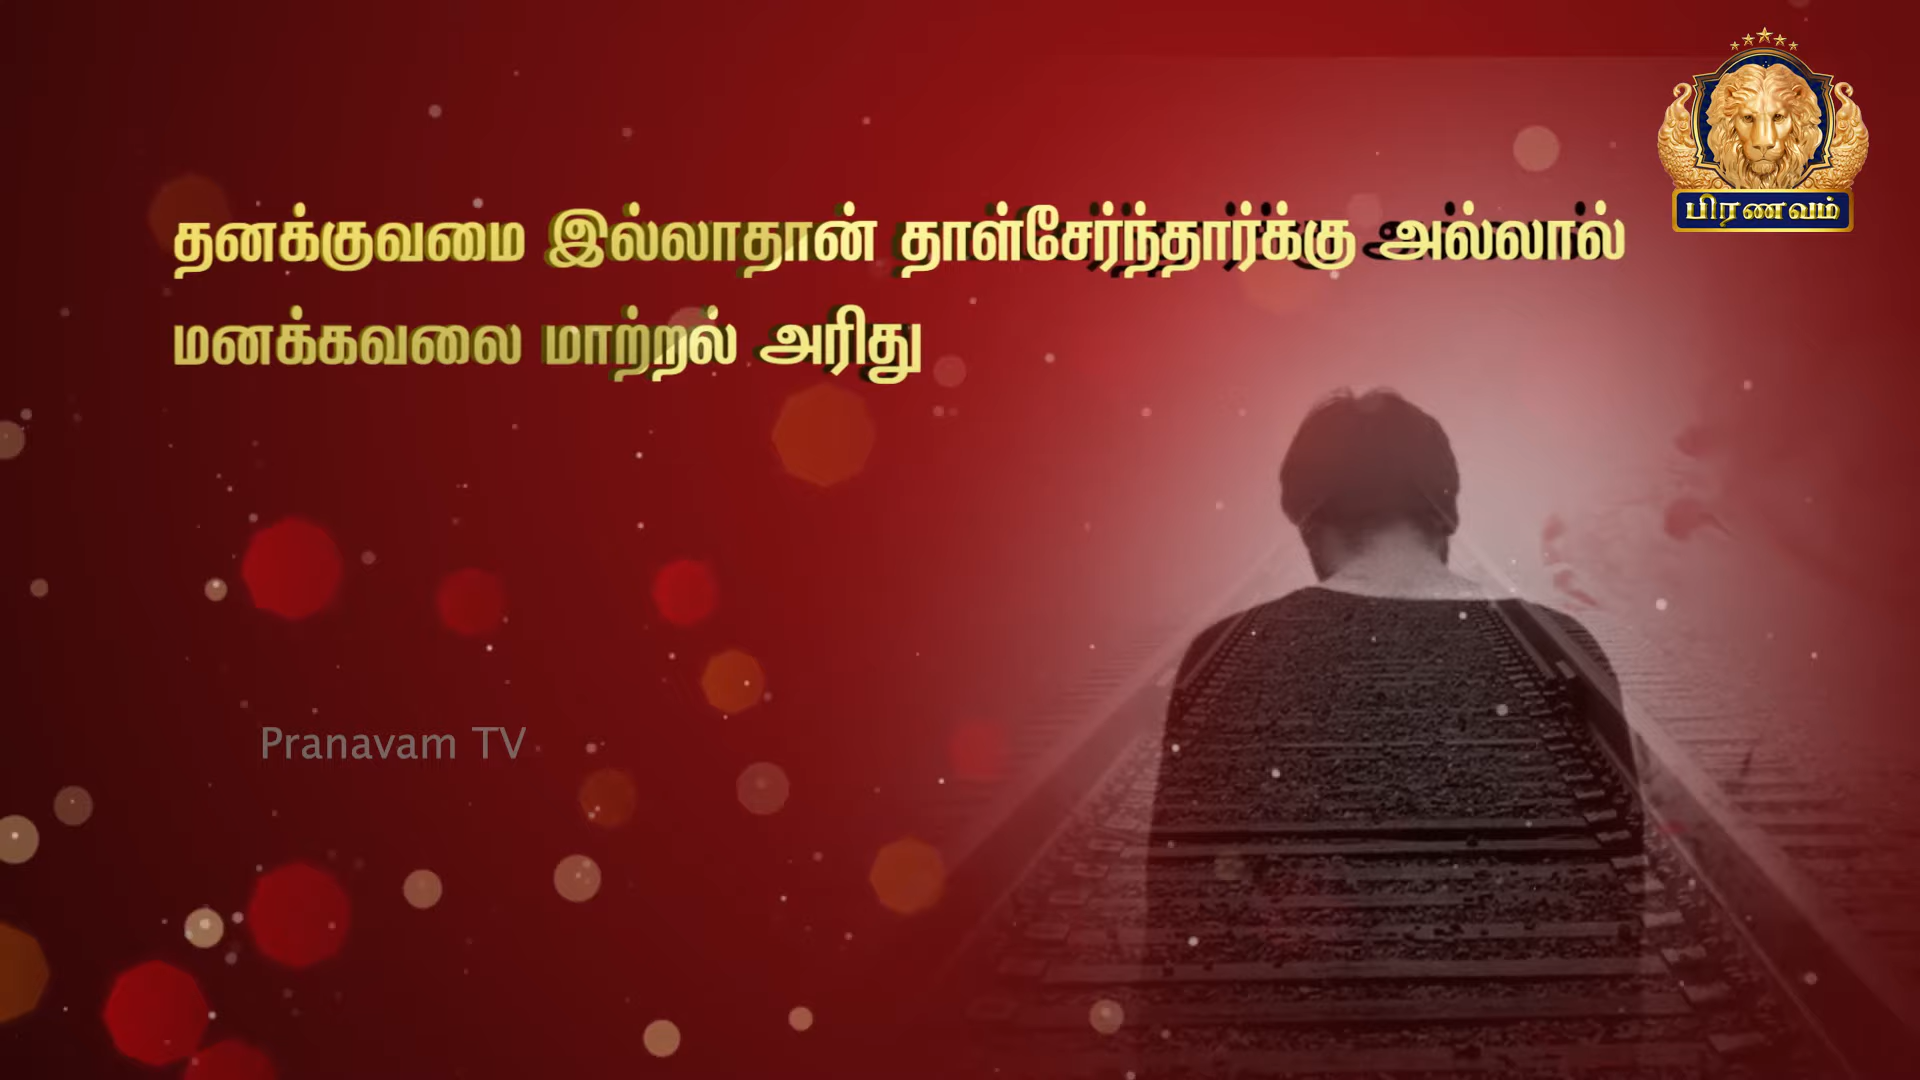 பிரணவம்
தனக்குவமை இல்லாதான் தாள்சேர்ந்தார்க்கு அல்லால்
மனக்கவலை மாற்றல் அரிது
Pranavam TV